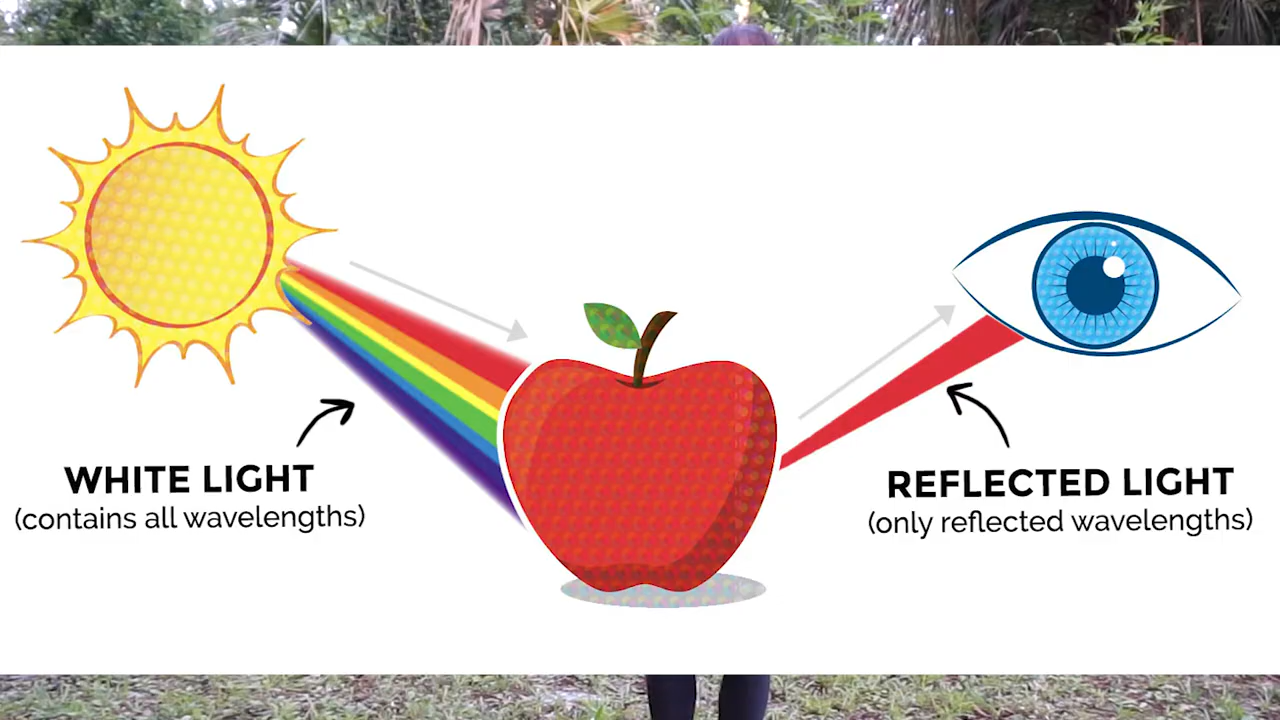 WHITE LIGHT
(contains all wavelengths)
REFLECTED LIGHT
(only reflected wavelengths)